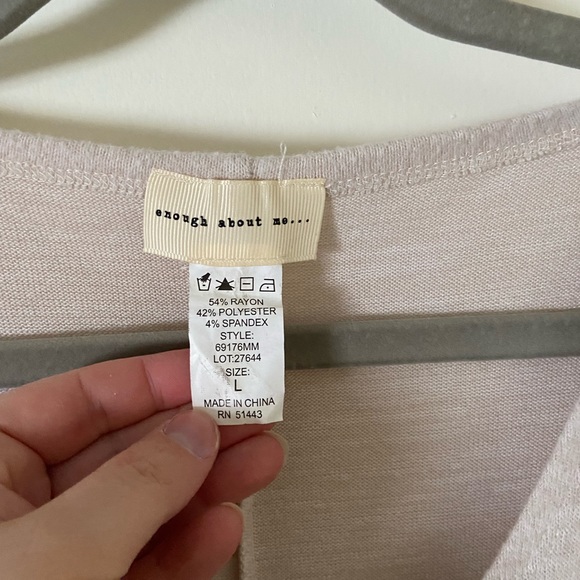 enough about me...
54% RAYON
42% POLYESTER
4% SPANDEX
STYLE:
69176MM
LOT:27644
SIZE:
L
MADE IN CHINA
RN 51443